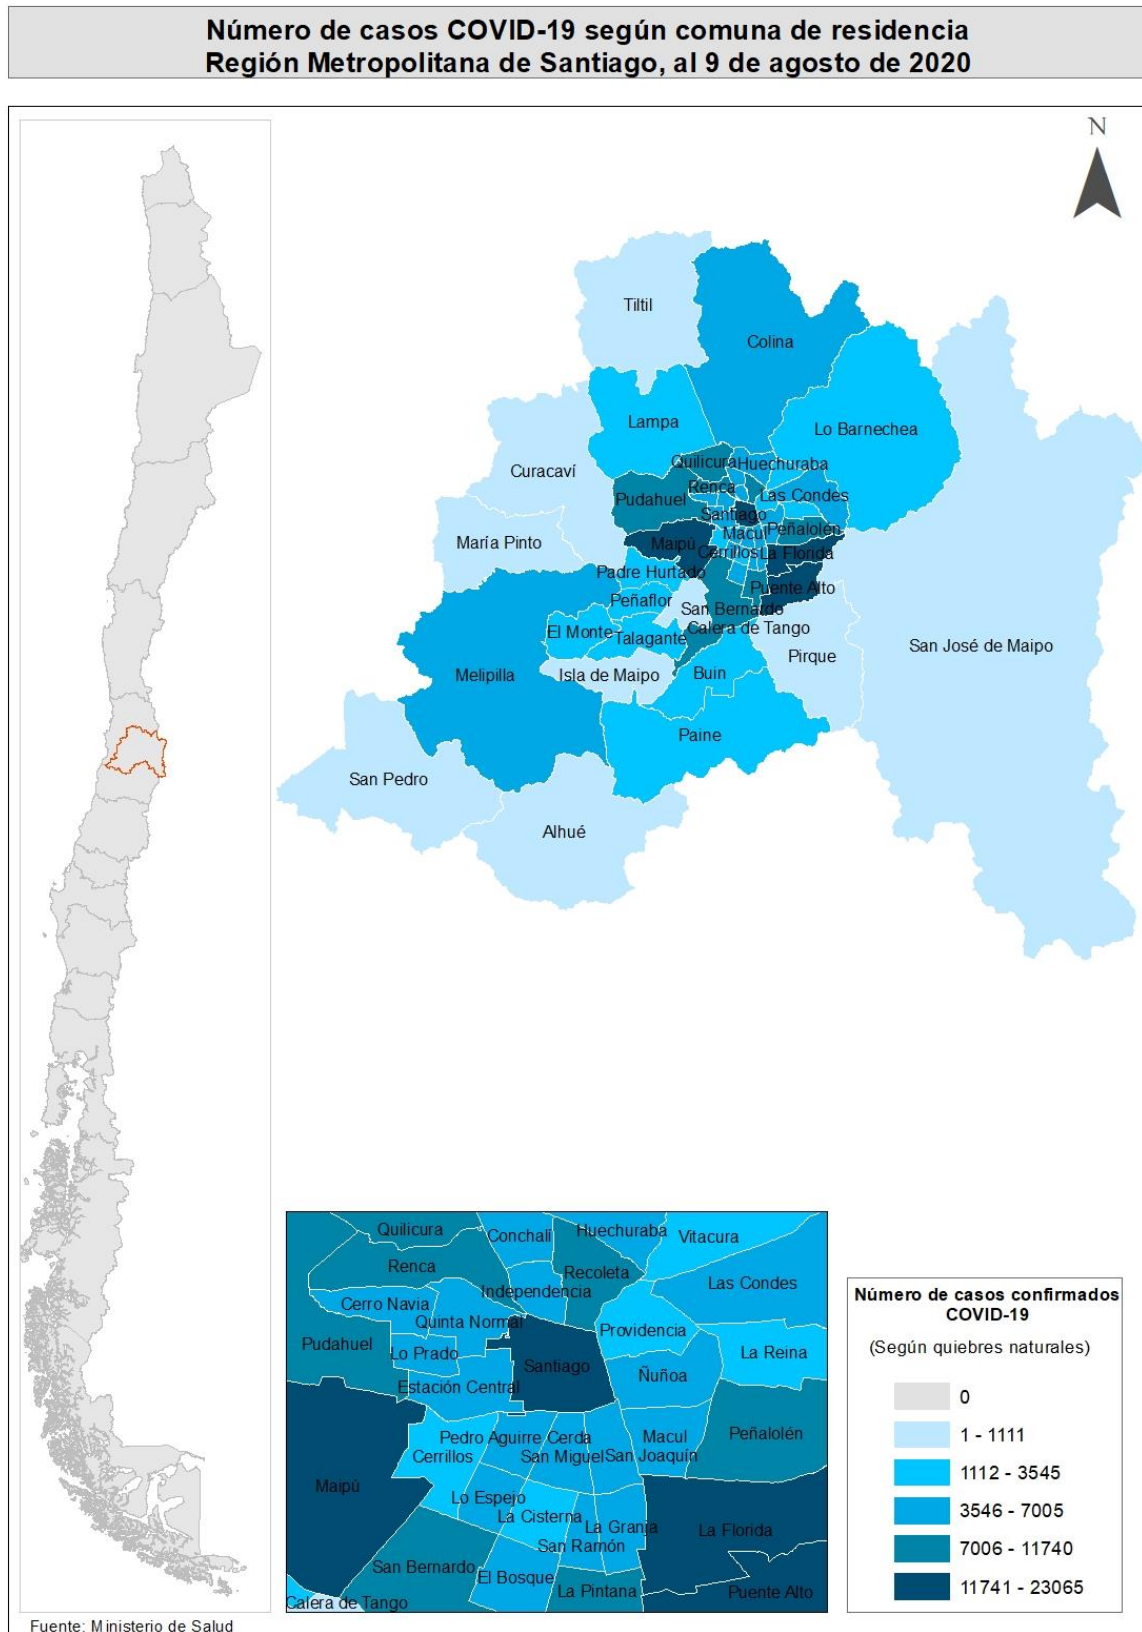 Número de casos COVID-19 según comuna de residencia
Región Metropolitana de Santiago, al 9 de agosto de 2020
N
Tiltil
Colina
Lampa
Lo Barnechea
Curacaví
Quilicura
Huechuraba
Renca
Las Condes
Pudahuel
Santiago
Peñalolén
María Pinto
Maipú
Macul
Cerrillos
La Florida
Padre Hurtado
Puente Alto
Peñaflor
San Bernardo
El Monte
Talagante
Calera de Tango
San José de Maipo
Pirque
Melipilla
Isla de Maipo
Buin
Paine
San Pedro
Alhué
Quilicura
Conchalí
Huechuraba
Vitacura
Renca
Recoleta
Las Condes
Independencia
Cerro Navia
Quinta Normal
Providencia
Pudahuel
Lo Prado
Santiago
La Reina
Estación Central
Ñuñoa
Pedro Aguirre Cerda
Macul
Peñalolén
Cerrillos
San Miguel
San Joaquín
Maipú
Lo Espejo
La Cisterna
La Granja
La Florida
San Ramón
San Bernardo
El Bosque
La Pintana
Puente Alto
Calera de Tango
Número de casos confirmados
COVID-19
(Según quiebres naturales)
0
1 - 1111
1112 - 3545
3546 - 7005
7006 - 11740
11741 - 23065
Fuente: Ministerio de Salud